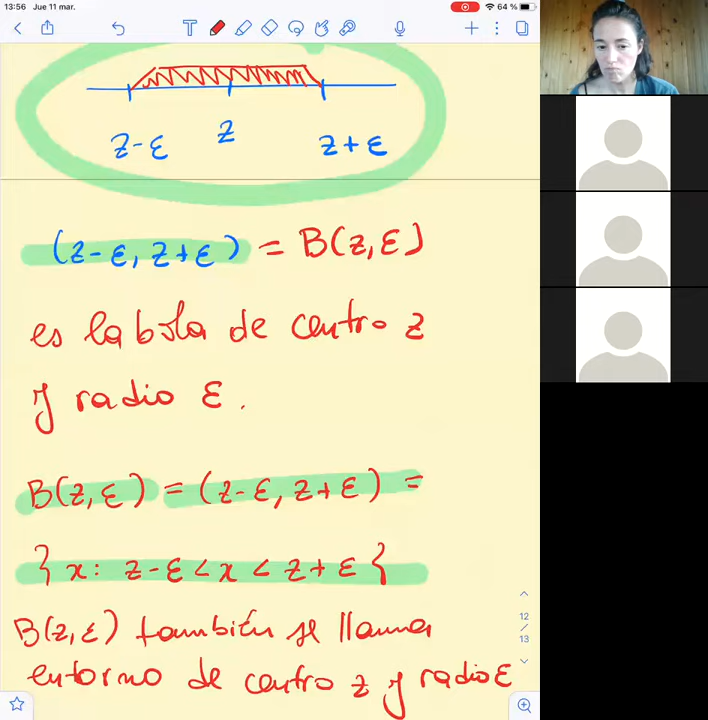 13:56 Jue 11 mar.
64 %
T
z-ε z z+ε
(z-ε, z+ε) = B(z,ε)
es la bola de centro z
y radio ε.
B(z,ε) = (z-ε, z+ε) =
} x: z-ε < x < z+ε {
B(z,ε) también se llama
entorno de centro z y radio ε
12
/
13